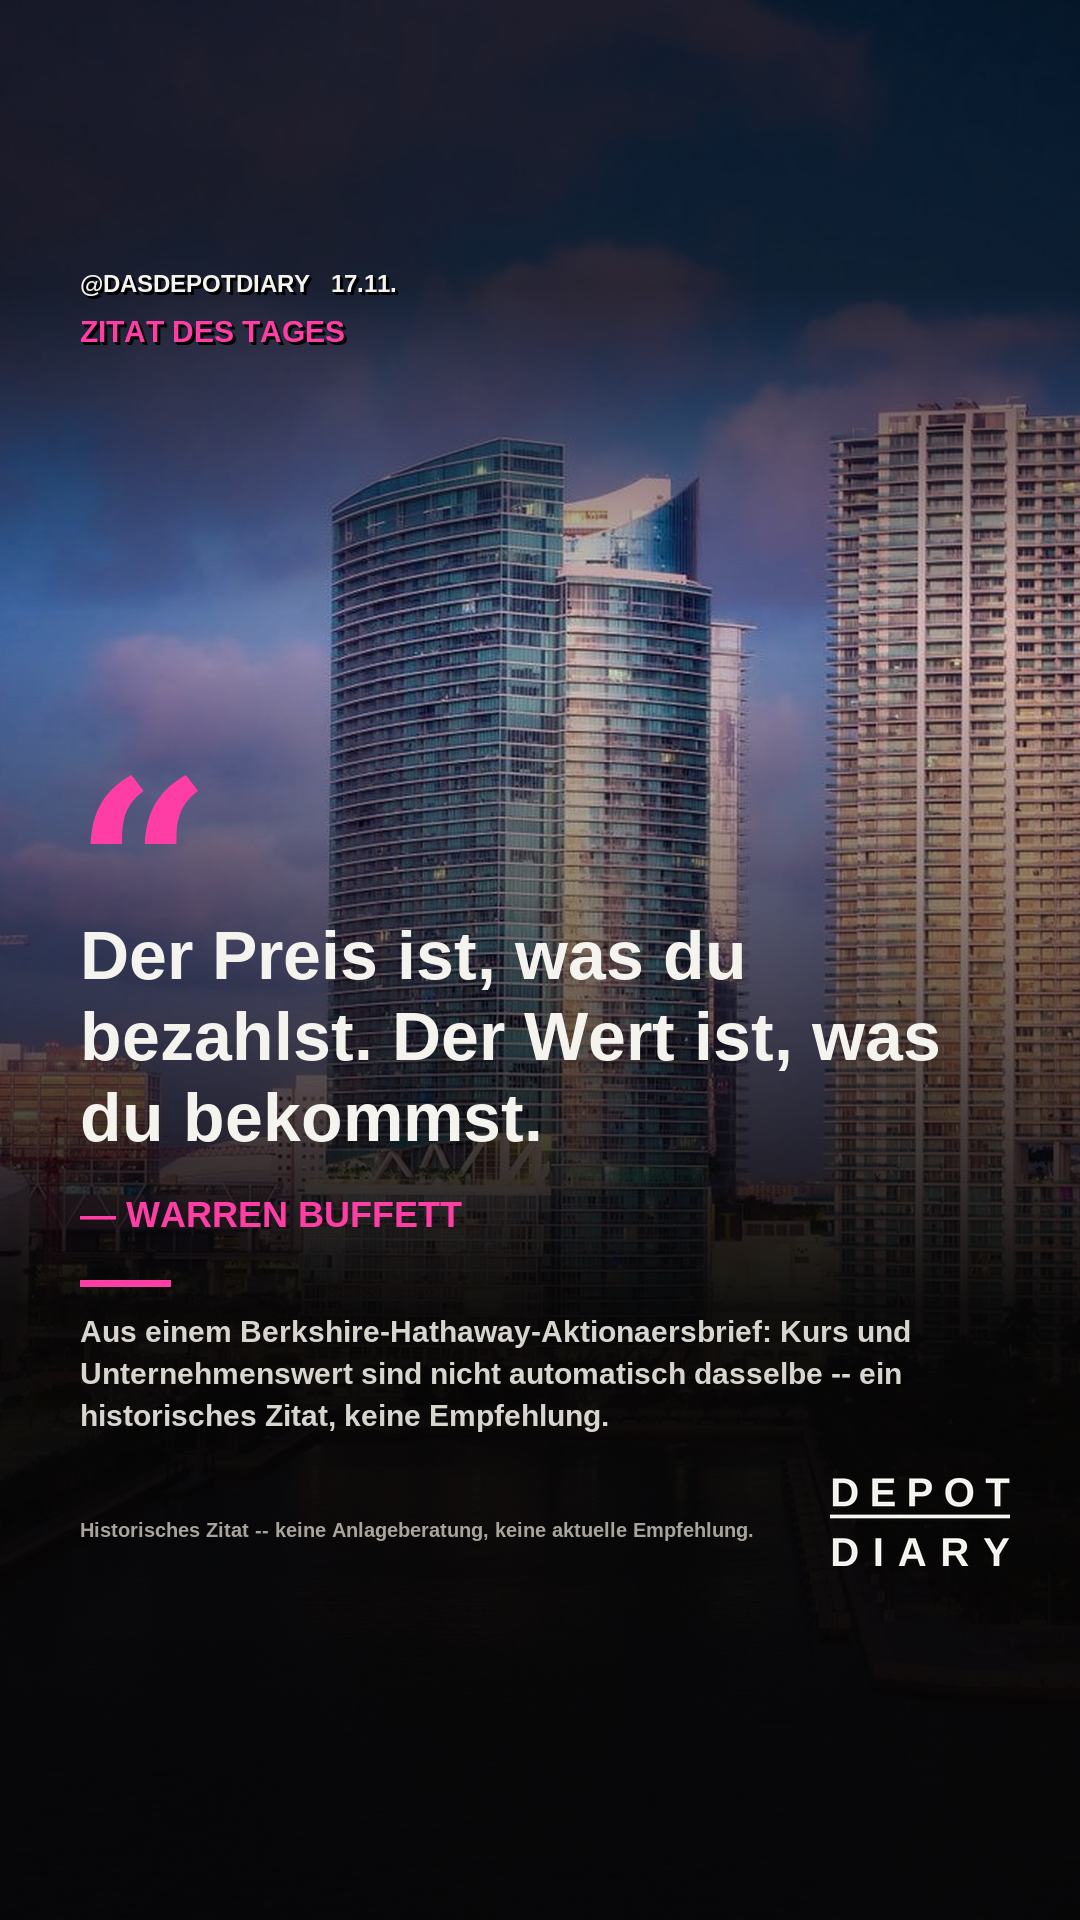 @DASDEPOTDIARY 17.11.
ZITAT DES TAGES
“
Der Preis ist, was du
bezahlst. Der Wert ist, was
du bekommst.
— WARREN BUFFETT
Aus einem Berkshire-Hathaway-Aktionaersbrief: Kurs und
Unternehmenswert sind nicht automatisch dasselbe -- ein
historisches Zitat, keine Empfehlung.
Historisches Zitat -- keine Anlageberatung, keine aktuelle Empfehlung.
DEPOT
DIARY